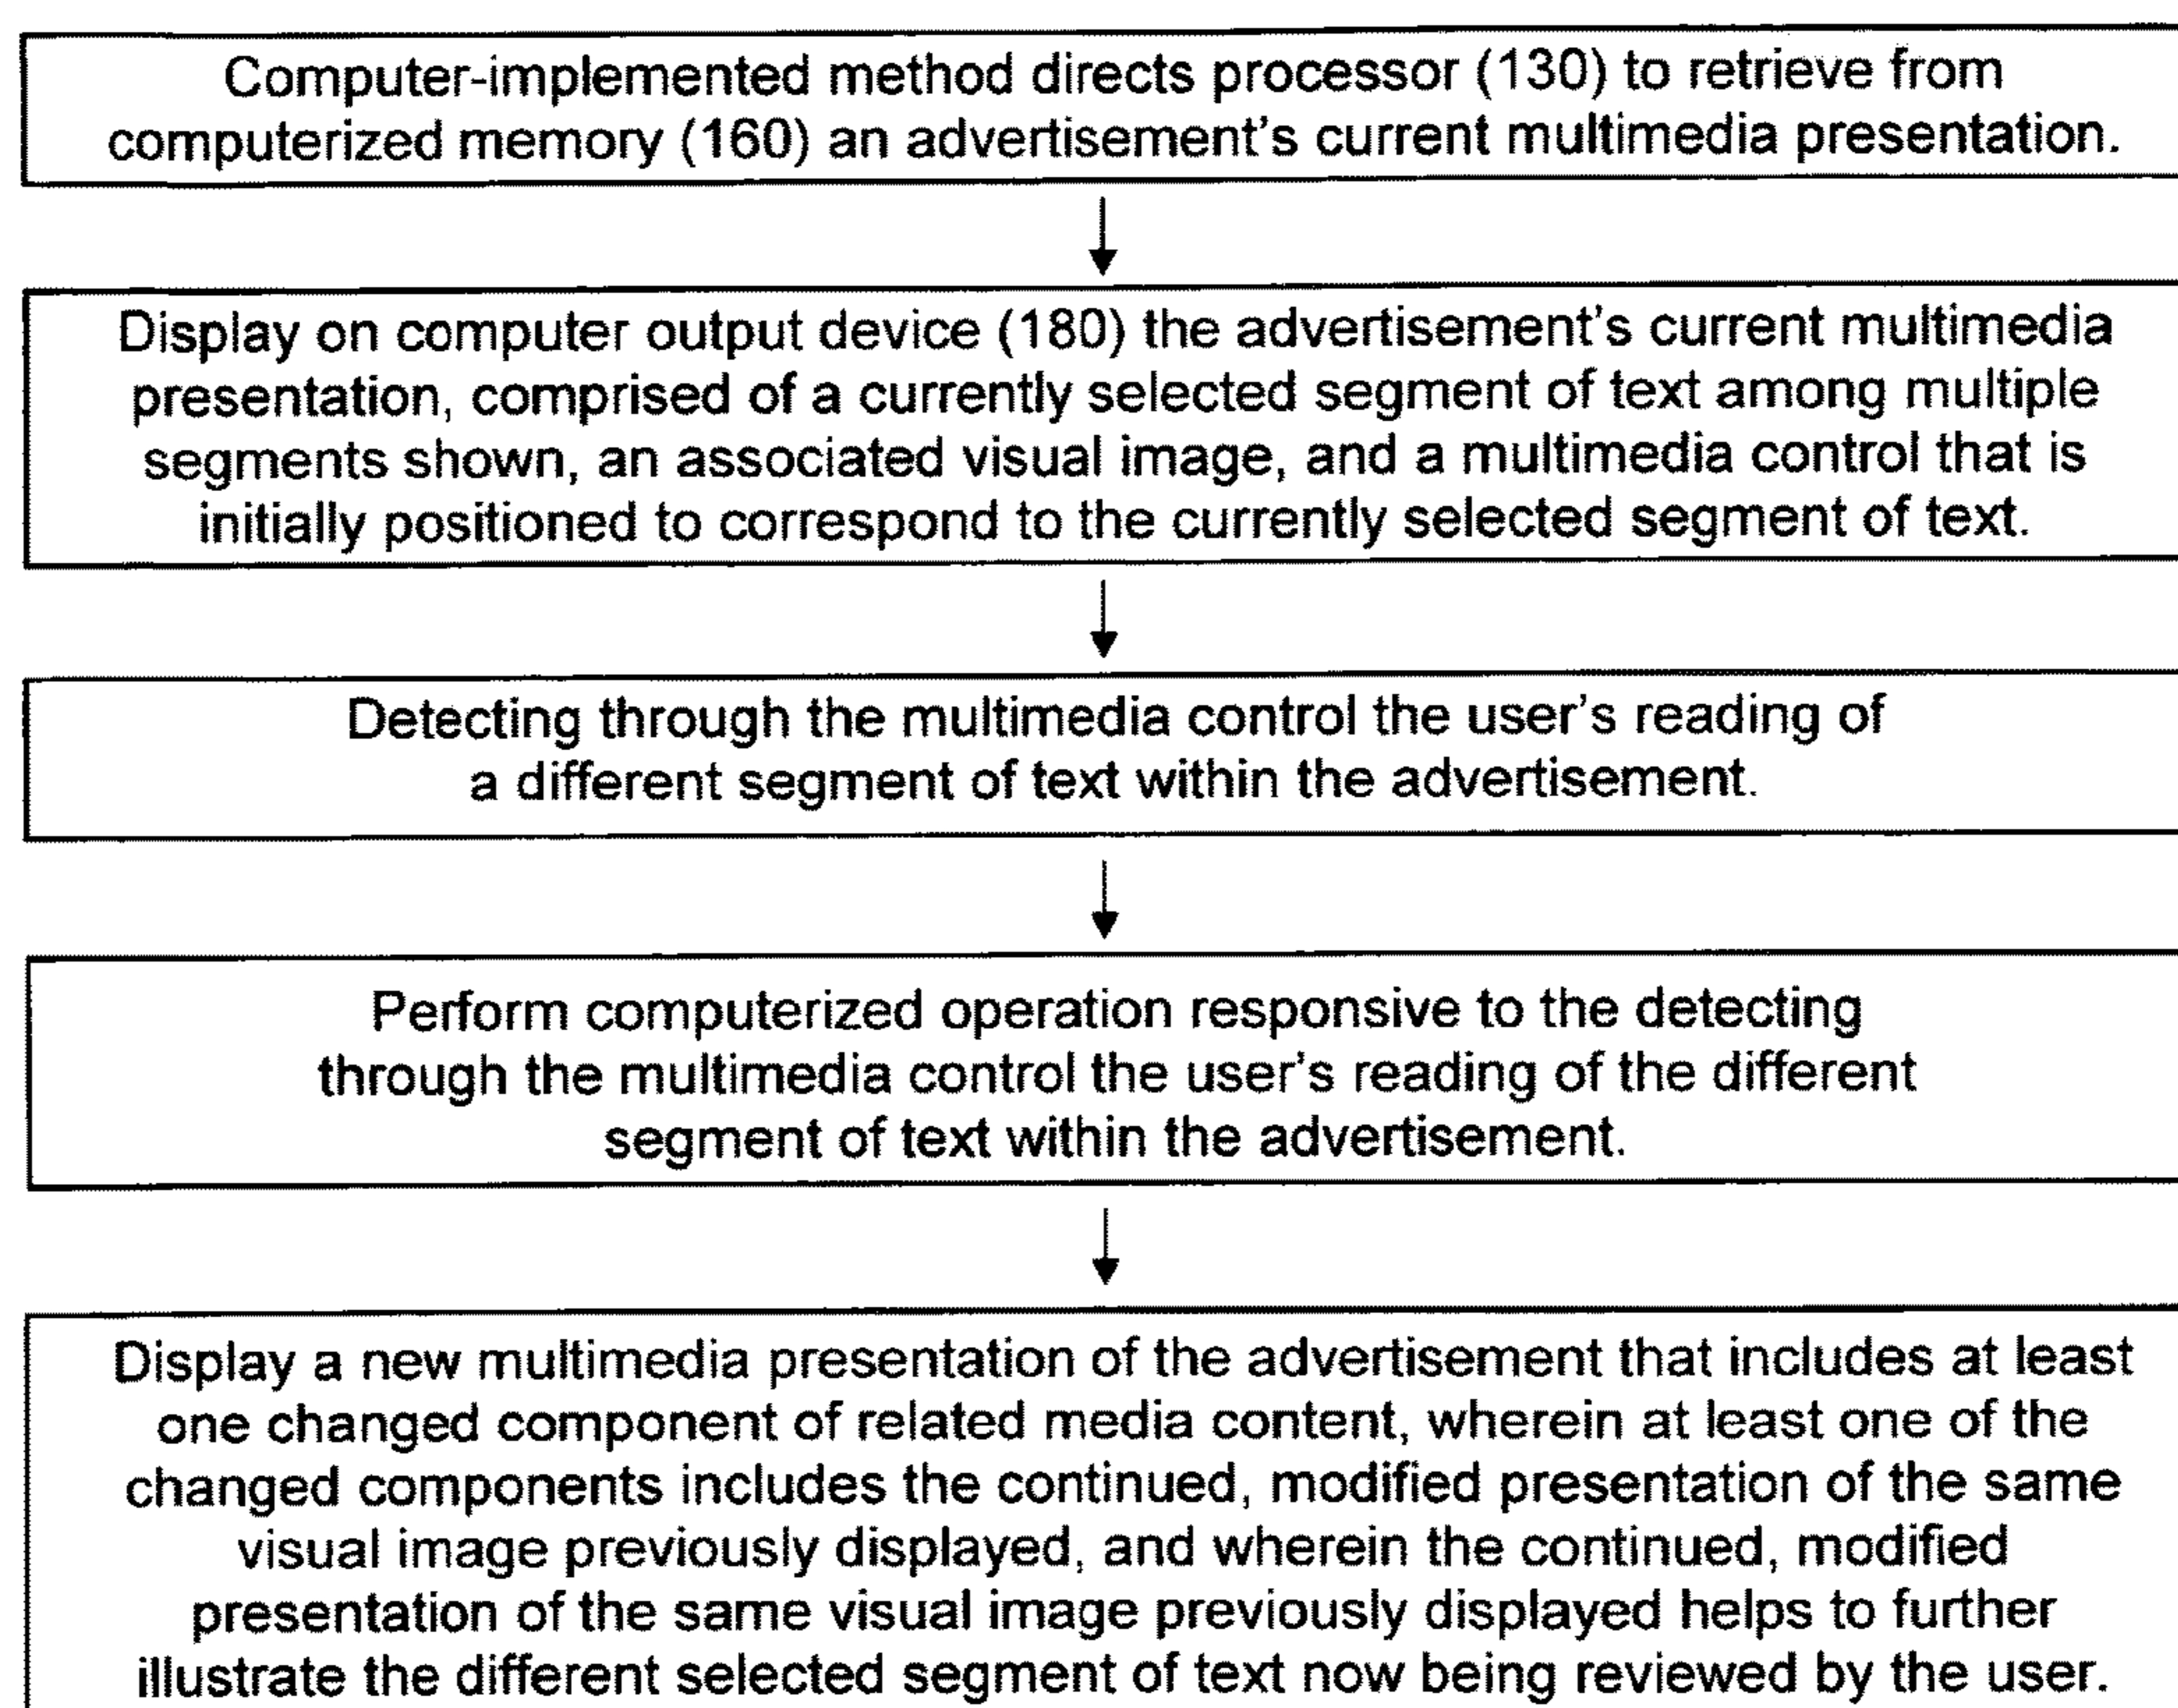 Computer-implemented method directs processor (130) to retrieve from
computerized memory (160) an advertisement's current multimedia presentation.
Display on computer output device (180) the advertisement's current multimedia
presentation, comprised of a currently selected segment of text among multiple
segments shown, an associated visual image, and a multimedia control that is
initially positioned to correspond to the currently selected segment of text.
Detecting through the multimedia control the user's reading of
a different segment of text within the advertisement.
Perform computerized operation responsive to the detecting
through the multimedia control the user's reading of the different
segment of text within the advertisement.
Display a new multimedia presentation of the advertisement that includes at least
one changed component of related media content, wherein at least one of the
changed components includes the continued, modified presentation of the same
visual image previously displayed, and wherein the continued, modified
presentation of the same visual image previously displayed helps to further
illustrate the different selected segment of text now being reviewed by the user.